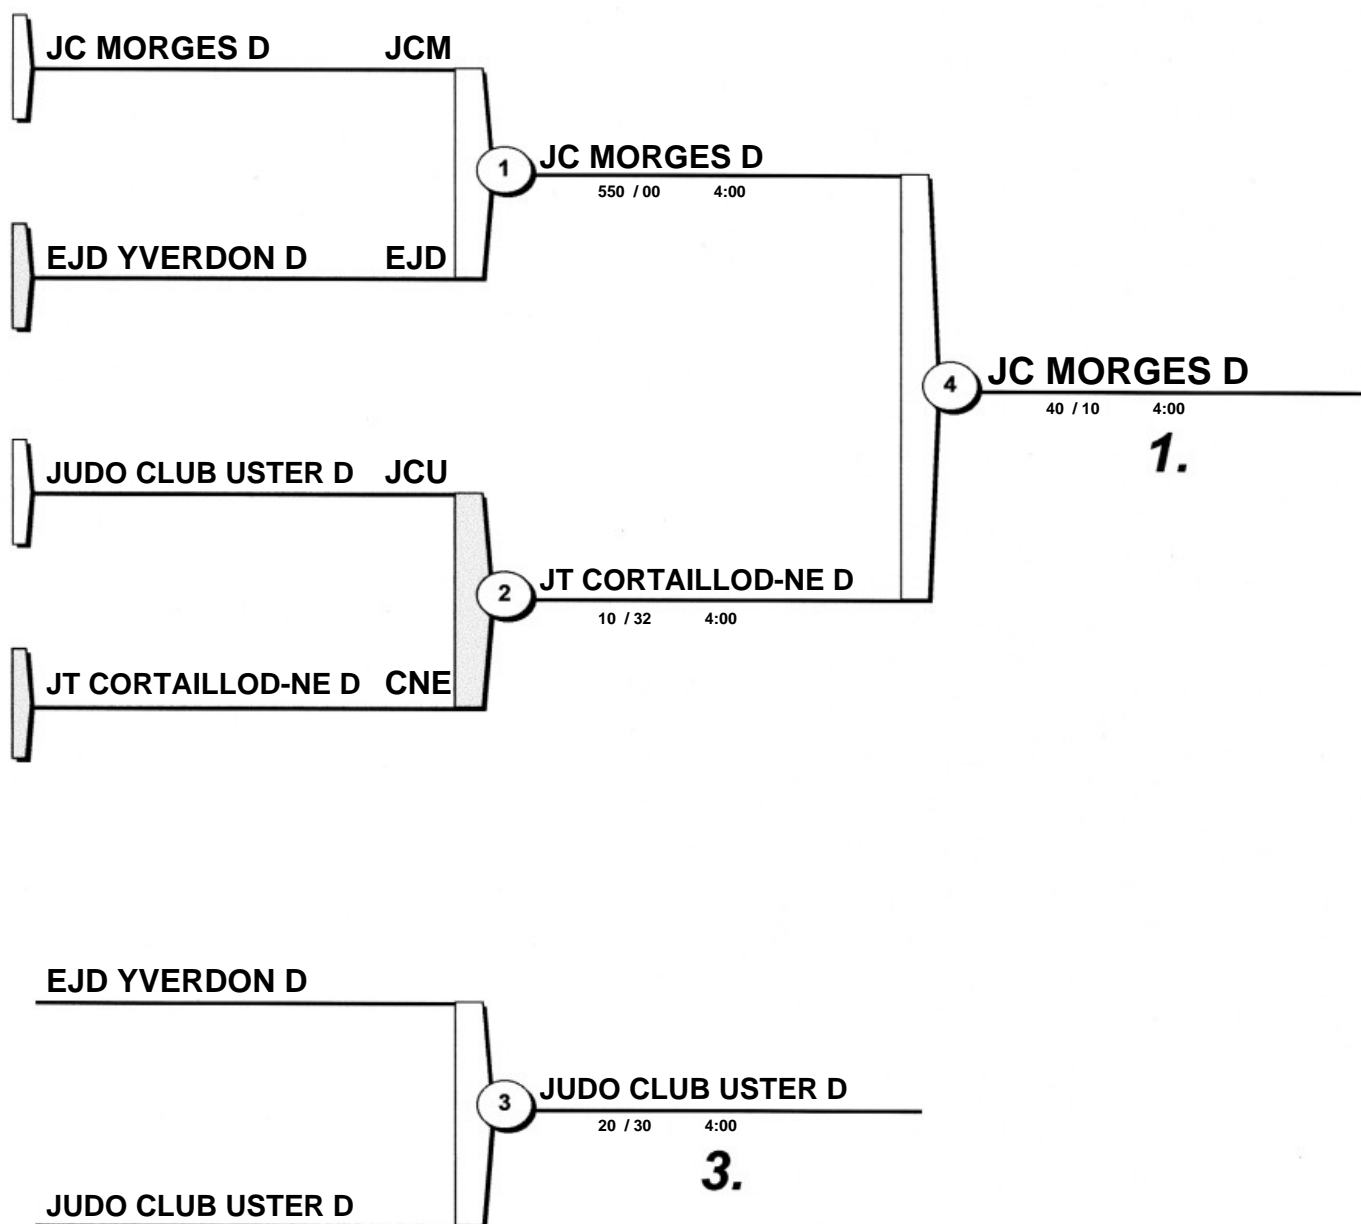 JC MORGES D JCM
1
JC MORGES D
550 / 00 4:00
EJD YVERDON D EJD
4
JC MORGES D
40 / 10 4:00
1.
JUDO CLUB USTER D JCU
2
JT CORTAILLOD-NE D
10 / 32 4:00
JT CORTAILLOD-NE D CNE
EJD YVERDON D
3
JUDO CLUB USTER D
20 / 30 4:00
3.
JUDO CLUB USTER D